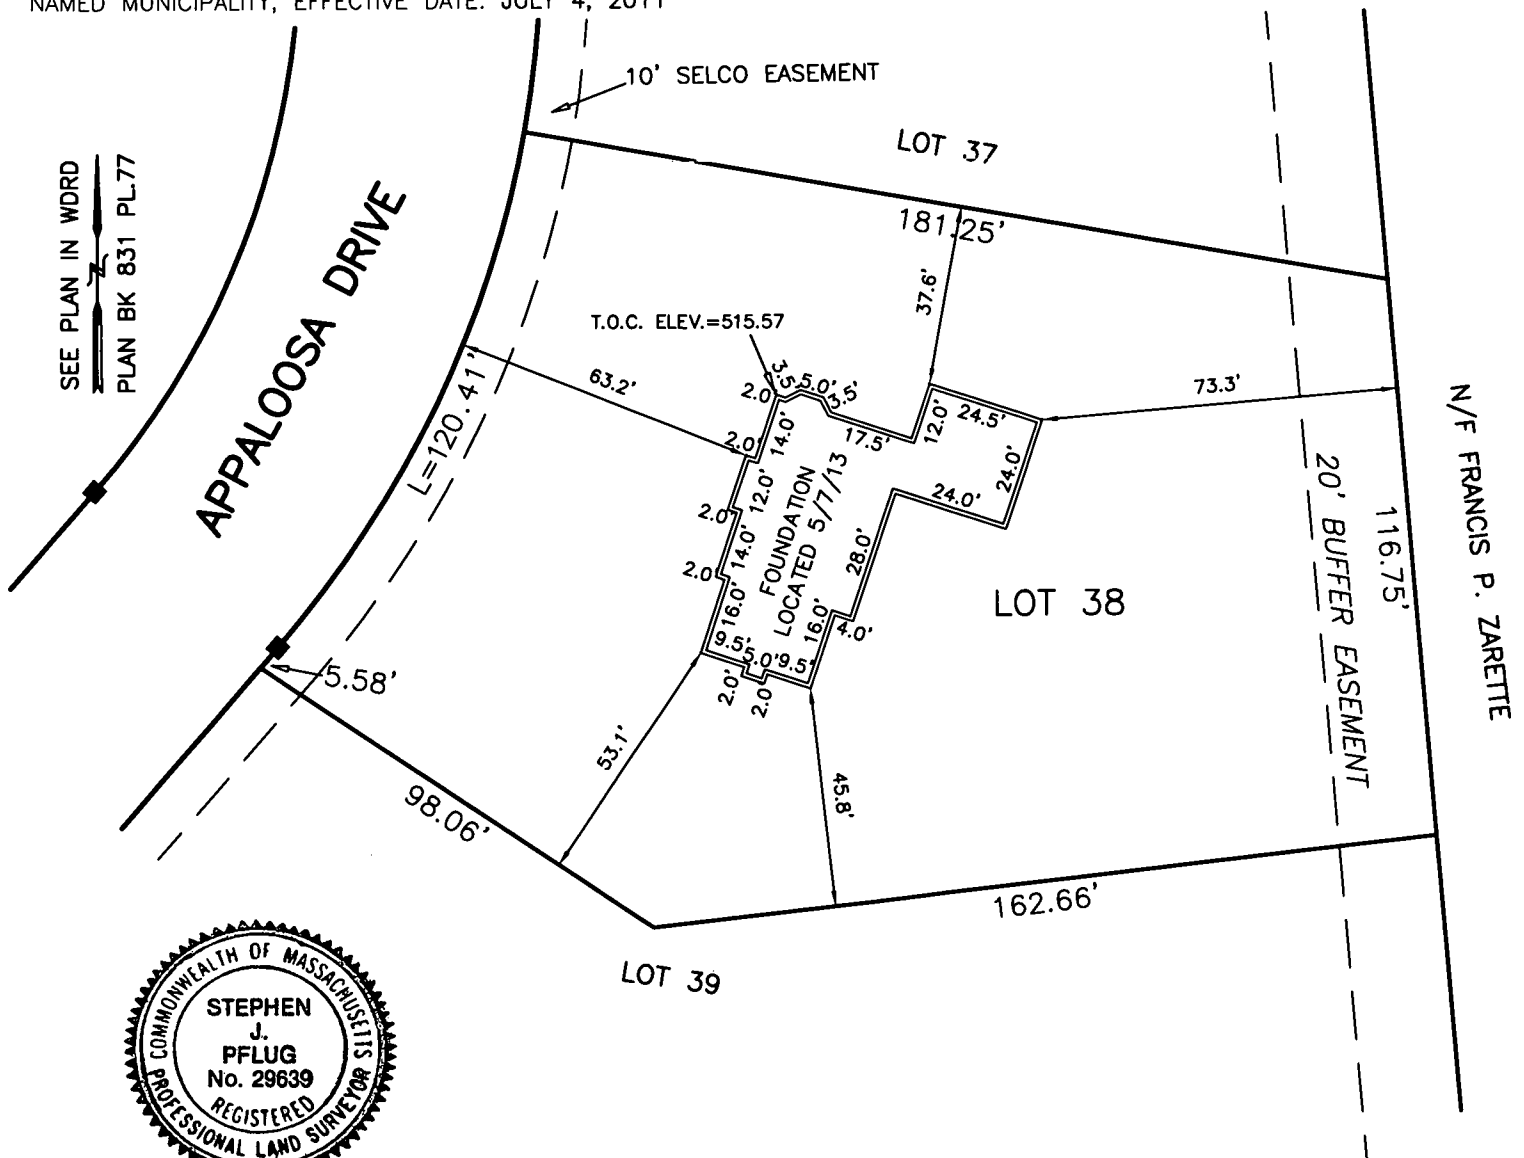 NAMED MUNICIPALITY, EFFECTIVE DATE: JULY 4, 2011
10' SELCO EASEMENT
LOT 37
SEE PLAN IN WDRD
PLAN BK 831 PL.77
APPALOOSA DRIVE
181.25'
37.6'
T.O.C. ELEV.=515.57
63.2'
L=120.41'
2.0'
3.5'
5.0'
3.5'
17.5'
12.0'
24.5'
24.0'
73.3'
14.0'
2.0'
12.0'
2.0'
14.0'
2.0'
16.0'
FOUNDATION
LOCATED 5/7/13
24.0'
28.0'
16.0'
4.0'
9.5'
5.0'
9.5'
2.0'
2.0'
LOT 38
20' BUFFER EASEMENT
116.75'
N/F FRANCIS P. ZARETTE
5.58'
53.1'
45.8'
98.06'
162.66'
LOT 39
COMMONWEALTH OF MASSACHUSETTS
STEPHEN
J.
PFLUG
No. 29639
REGISTERED
PROFESSIONAL LAND SURVEYOR